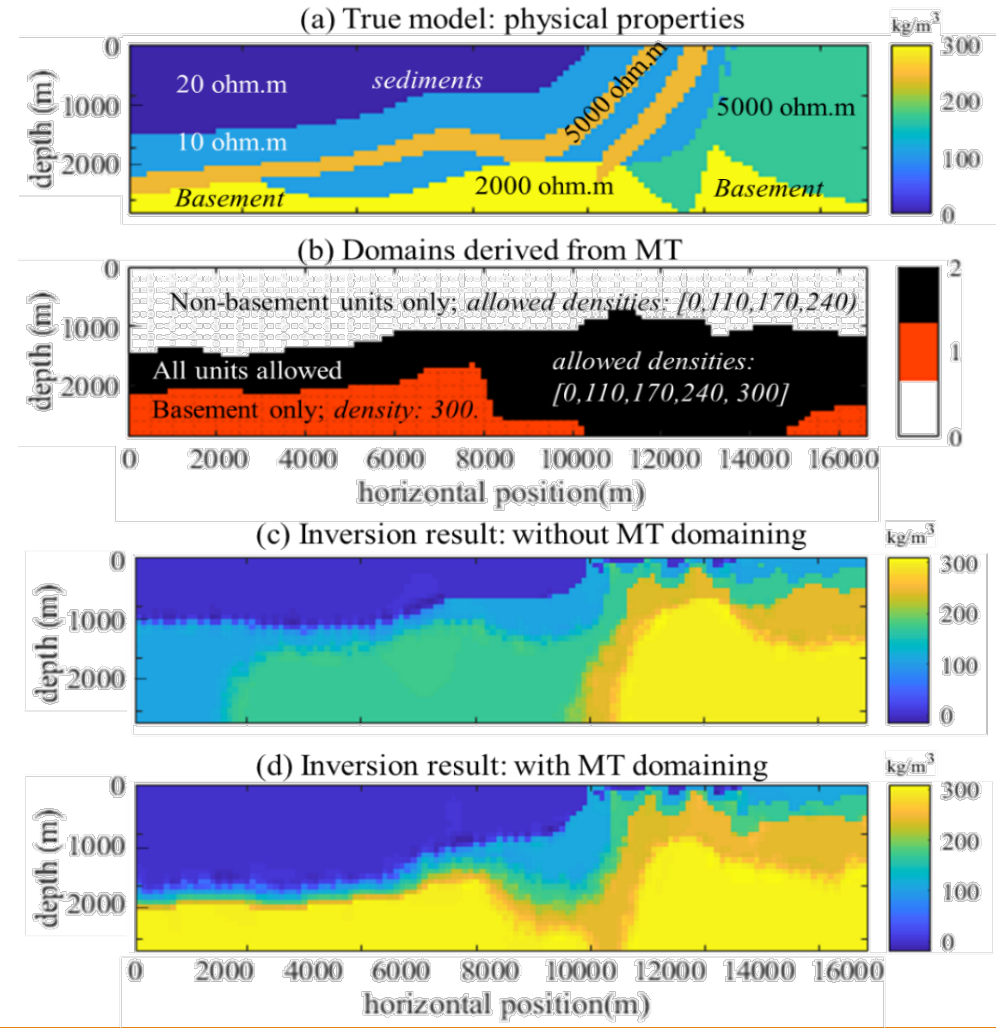 (a) True model: physical properties
kg/m³
0
1000
2000
depth (m)
20 ohm.m
sediments
5000 ohm.m
5000 ohm.m
10 ohm.m
2000 ohm.m
Basement
Basement
300
200
100
0
(b) Domains derived from MT
0
1000
2000
depth (m)
Non-basement units only; allowed densities: [0,110,170,240)
All units allowed
allowed densities:
[0,110,170,240, 300]
Basement only; density: 300.
2
1
0
0 2000 4000 6000 8000 10000 12000 14000 16000
horizontal position(m)
(c) Inversion result: without MT domaining
kg/m³
0
1000
2000
depth (m)
300
200
100
0
(d) Inversion result: with MT domaining
kg/m³
0
1000
2000
depth (m)
300
200
100
0
0 2000 4000 6000 8000 10000 12000 14000 16000
horizontal position(m)